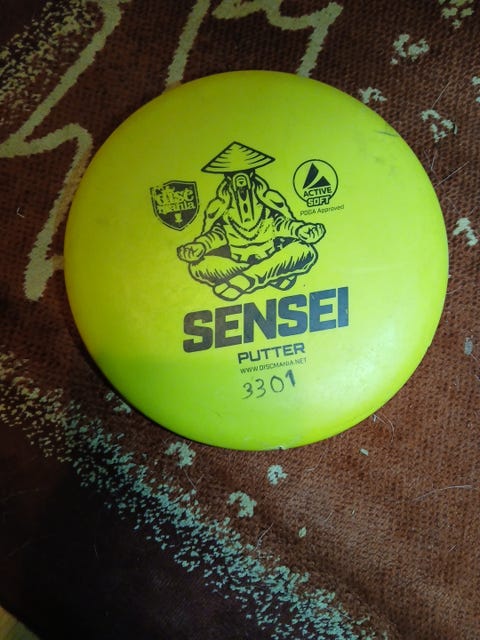 disc
mania
ACTIVE
SOFT
PDGA Approved
SENSEI
PUTTER
WWW.DISCMANIA.NET
3301